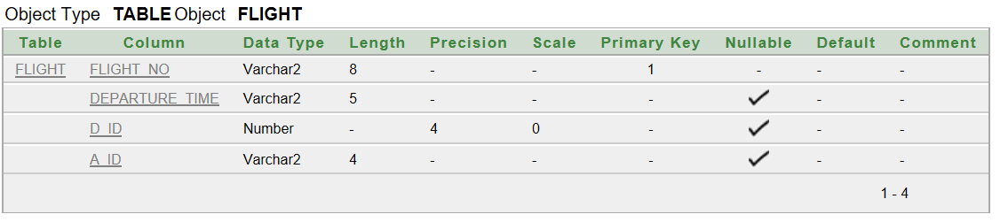 Object Type TABLE Object FLIGHT
Table Column Data Type Length Precision Scale Primary Key Nullable Default Comment
FLIGHT FLIGHT_NO Varchar2 8 - - 1 - - -
DEPARTURE_TIME Varchar2 5 - - - ✓ - -
D_ID Number - 4 0 - ✓ - -
A_ID Varchar2 4 - - - ✓ - -
1 - 4